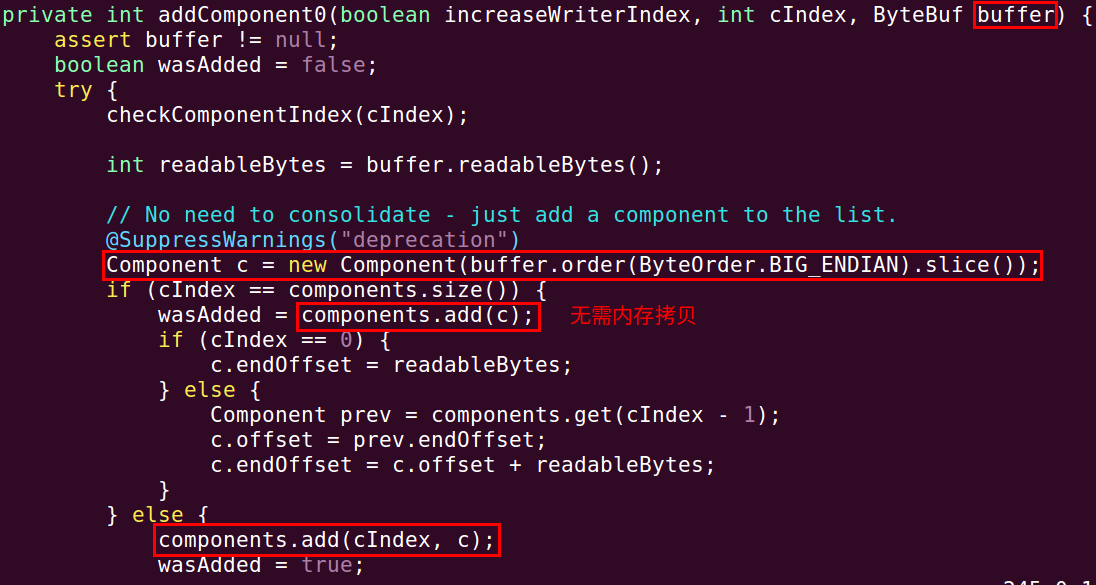 private int addComponent0(boolean increaseWriterIndex, int cIndex, ByteBuf buffer) {
    assert buffer != null;
    boolean wasAdded = false;
    try {
        checkComponentIndex(cIndex);

        int readableBytes = buffer.readableBytes();

        // No need to consolidate - just add a component to the list.
        @SuppressWarnings("deprecation")
        Component c = new Component(buffer.order(ByteOrder.BIG_ENDIAN).slice());
        if (cIndex == components.size()) {
            wasAdded = components.add(c); 无需内存拷贝
            if (cIndex == 0) {
                c.endOffset = readableBytes;
            } else {
                Component prev = components.get(cIndex - 1);
                c.offset = prev.endOffset;
                c.endOffset = c.offset + readableBytes;
            }
        } else {
            components.add(cIndex, c);
            wasAdded = true;